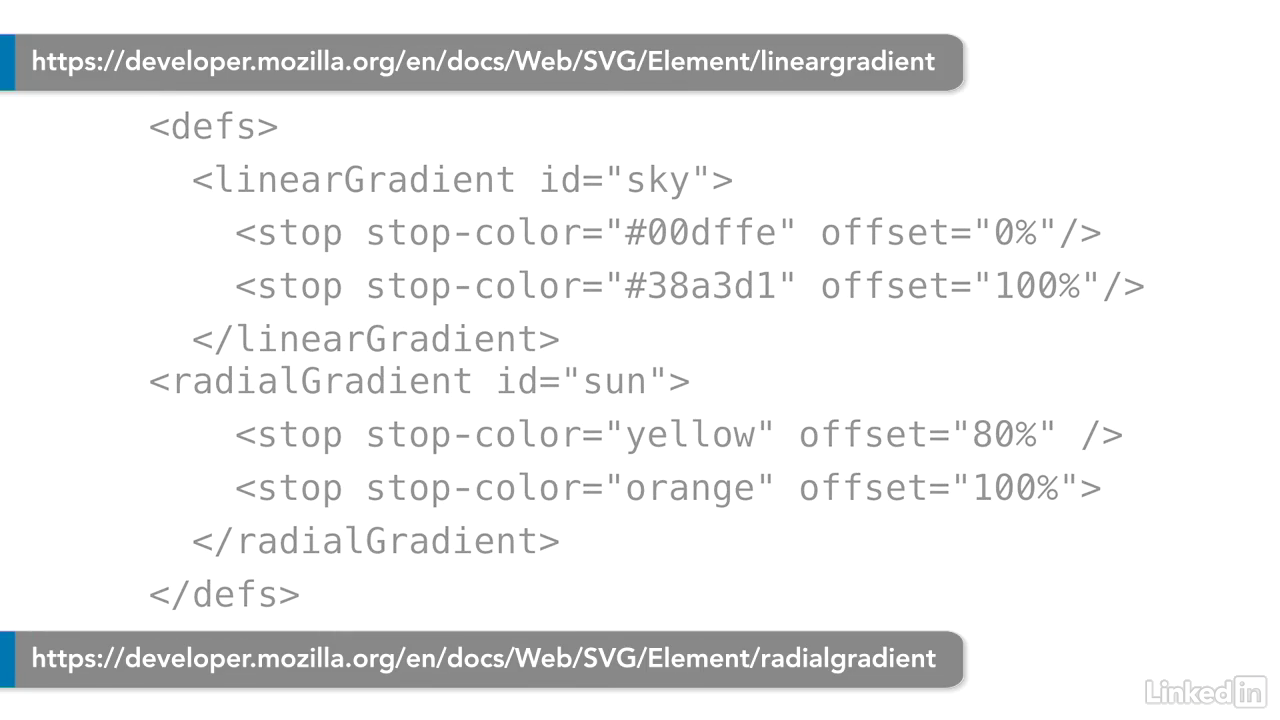 https://developer.mozilla.org/en/docs/Web/SVG/Element/lineargradient
<defs>
<linearGradient id="sky">
<stop stop-color="#00dffe" offset="0%"/>
<stop stop-color="#38a3d1" offset="100%"/>
</linearGradient>
<radialGradient id="sun">
<stop stop-color="yellow" offset="80%" />
<stop stop-color="orange" offset="100%">
</radialGradient>
</defs>
https://developer.mozilla.org/en/docs/Web/SVG/Element/radialgradient
Linked in